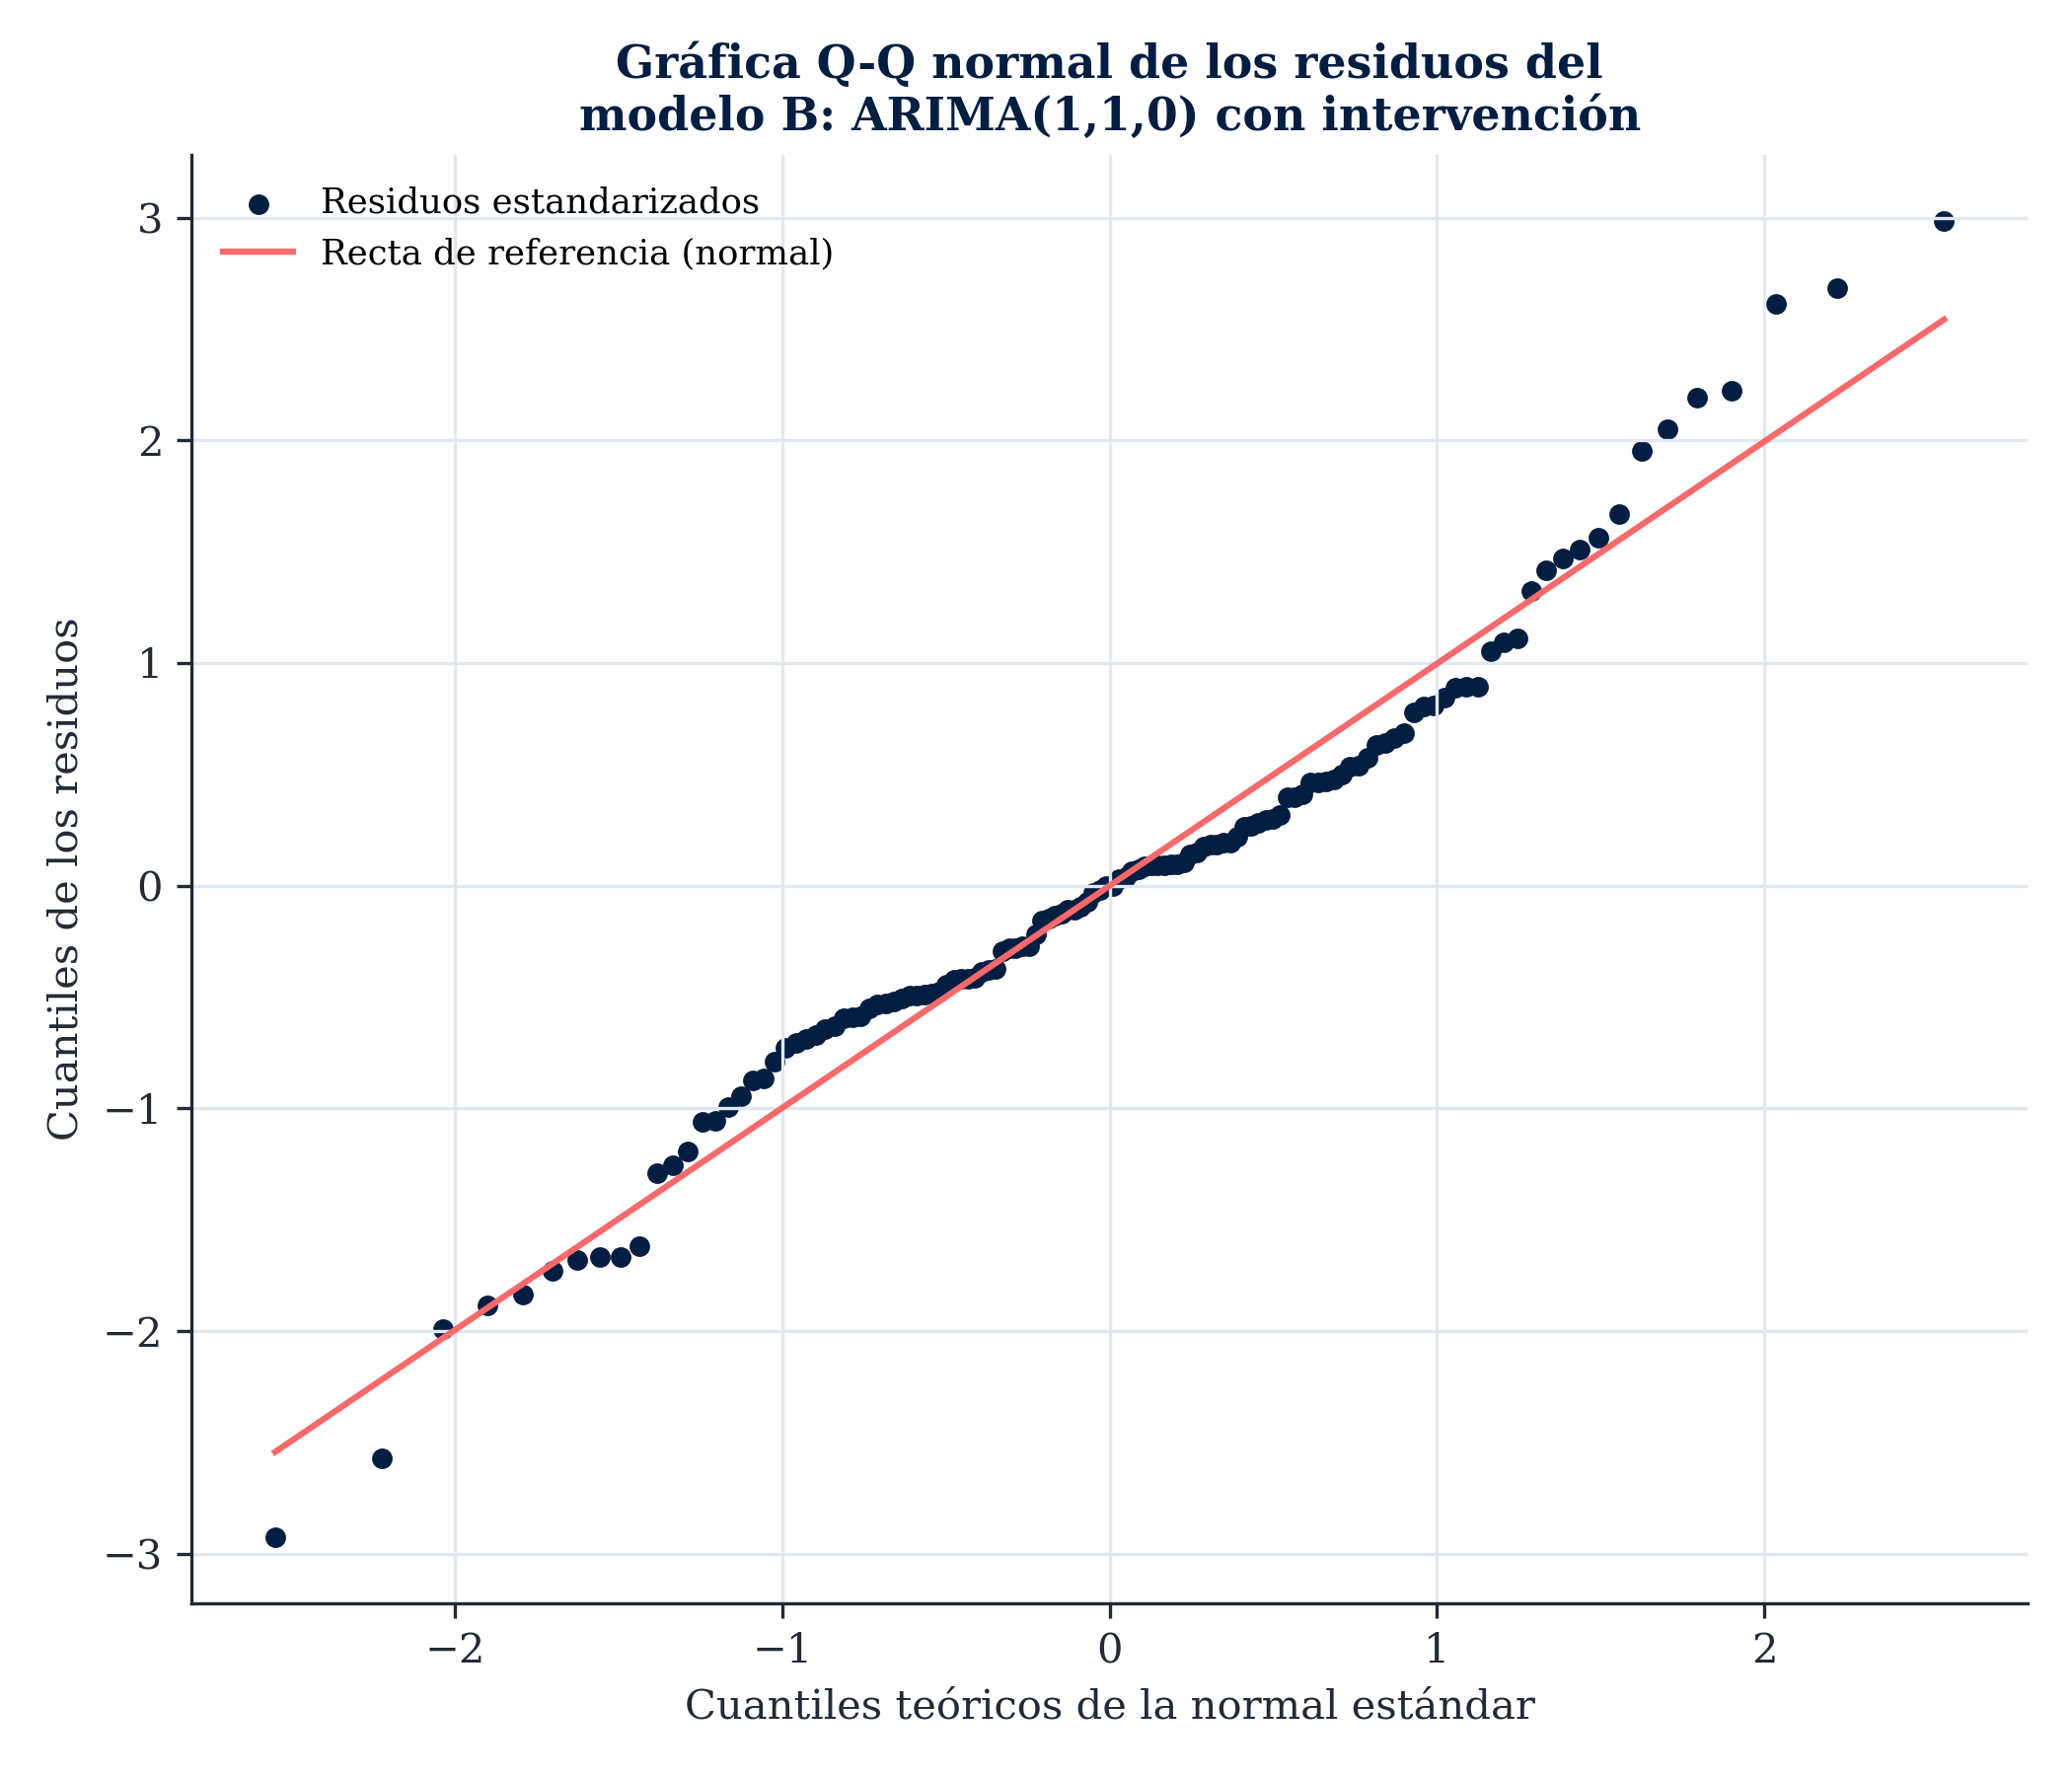 Gráfica Q-Q normal de los residuos del
modelo B: ARIMA(1,1,0) con intervención
Residuos estandarizados
Recta de referencia (normal)
3
2
1
0
−1
−2
−3
Cuantiles de los residuos
−2
−1
0
1
2
Cuantiles teóricos de la normal estándar